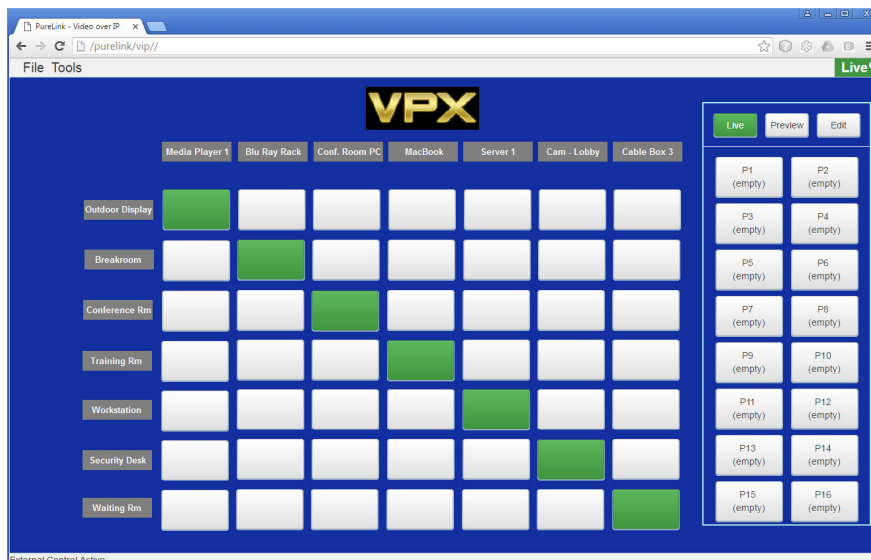 PureLink - Video over IP
/purelink/vip//
File Tools
Live
VPX
Live Preview Edit
Media Player 1 Blu Ray Rack Conf. Room PC MacBook Server 1 Cam - Lobby Cable Box 3
P1 P2
(empty) (empty)
Outdoor Display
P3 P4
(empty) (empty)
Breakroom
P5 P6
(empty) (empty)
Conference Rm
P7 P8
(empty) (empty)
Training Rm
P9 P10
(empty) (empty)
Workstation
P11 P12
(empty) (empty)
Security Desk
P13 P14
(empty) (empty)
Waiting Rm
P15 P16
(empty) (empty)
External Control Active